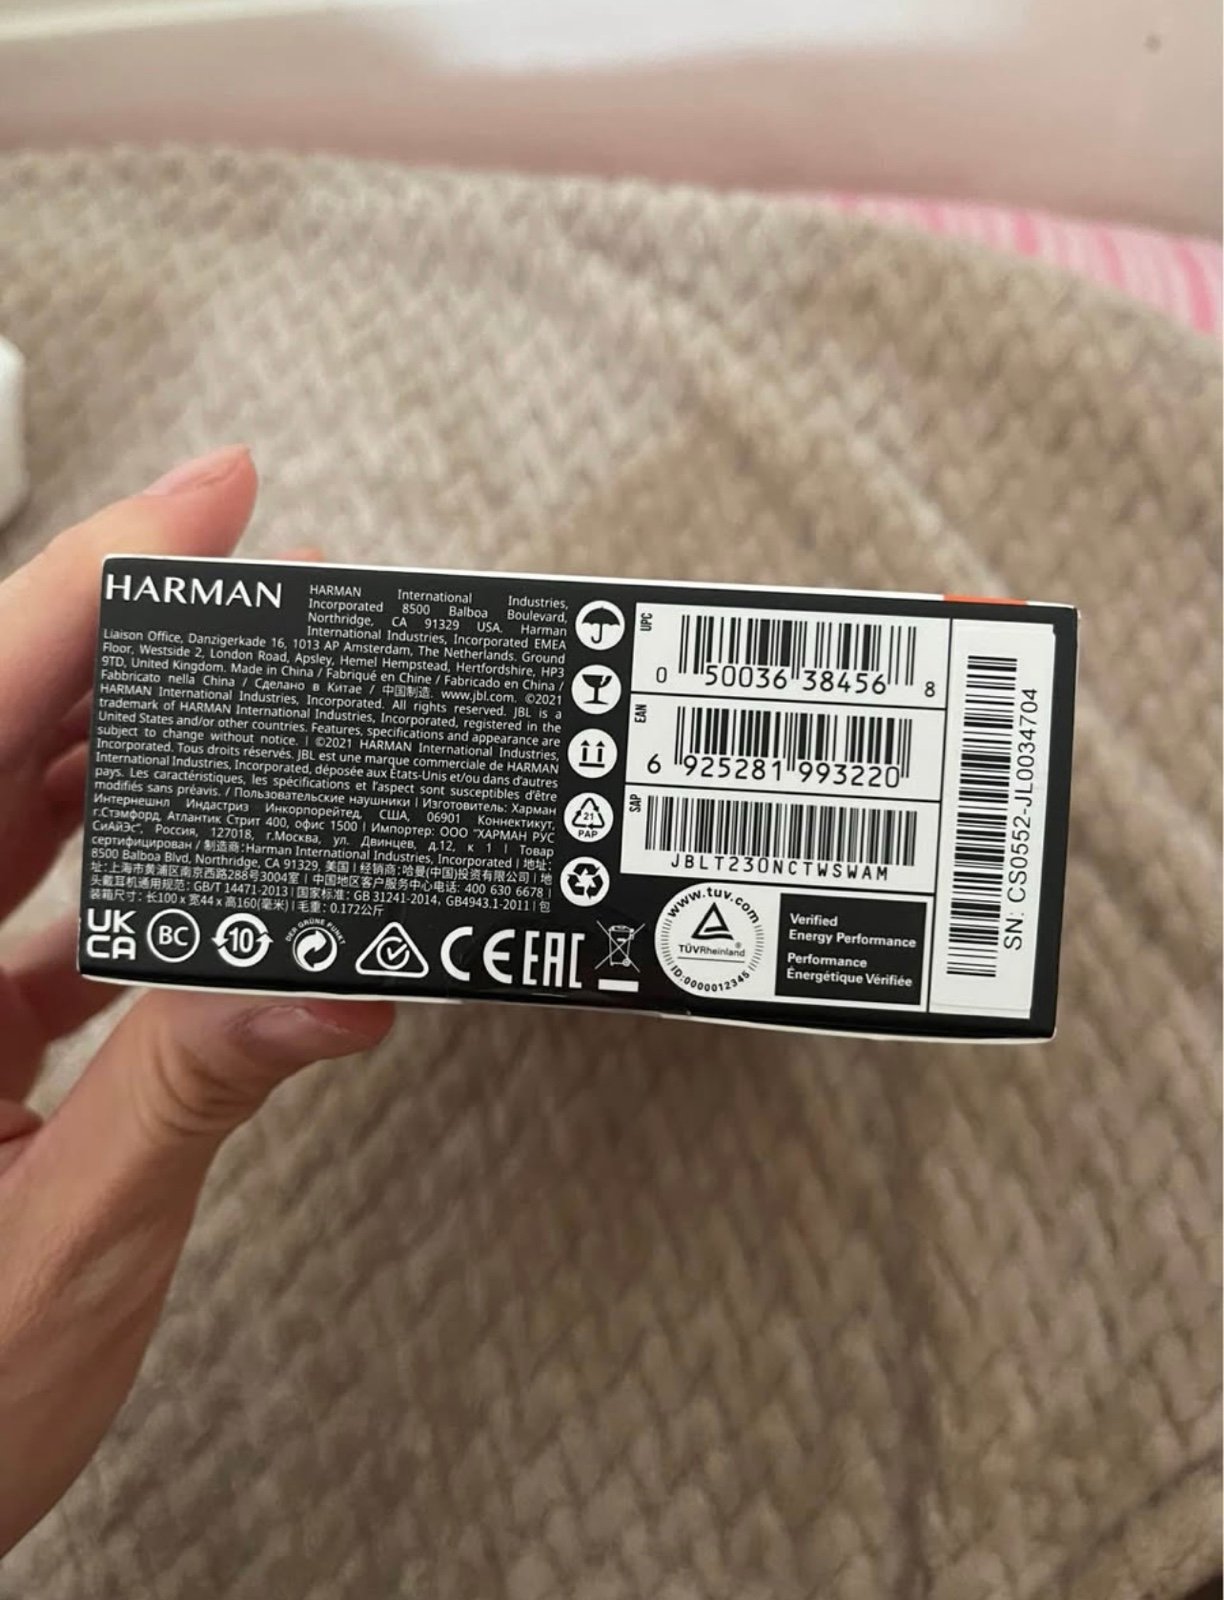 HARMAN
HARMAN International Industries,
Incorporated 8500 Balboa Boulevard,
Northridge, CA 91329 USA. Harman
International Industries, Incorporated EMEA
Liaison Office, Danzigerkade 16, 1013 AP Amsterdam, The Netherlands. Ground
Floor, Westside 2, London Road, Apsley, Hemel Hempstead, Hertfordshire, HP3
9TD, United Kingdom. Made in China / Fabriqué en Chine / Fabricado en China /
Fabbricato nella China / Сделано в Китае / 中国制造. www.jbl.com. ©2021
HARMAN International Industries, Incorporated. All rights reserved. JBL is a
trademark of HARMAN International Industries, Incorporated, registered in the
United States and/or other countries. Features, specifications and appearance are
subject to change without notice. | ©2021 HARMAN International Industries,
Incorporated. Tous droits réservés. JBL est une marque commerciale de HARMAN
International Industries, Incorporated, déposée aux États-Unis et/ou dans d'autres
pays. Les caractéristiques, les spécifications et l'aspect sont susceptibles d'être
modifiés sans préavis. / Пользовательские наушники | Изготовитель: Харман
Интернешнл Индастриз Инкорпорейтед, США, 06901 Коннектикут,
г.Стэмфорд, Атлантик Стрит 400, офис 1500 | Импортер: ООО "ХАРМАН РУС
СиАйЭс", Россия, 127018, г.Москва, ул. Двинцев, д.12, к 1 | Товар
сертифицирован / 制造商:Harman International Industries, Incorporated | 地址:
8500 Balboa Blvd, Northridge, CA 91329, 美国 | 经销商:哈曼(中国)投资有限公司 | 地
址:上海市黄浦区南京西路288号3004室 | 中国地区客户服务中心电话: 400 630 6678 |
头戴耳机通用规范: GB/T 14471-2013 | 国家标准: GB 31241-2014, GB4943.1-2011 | 包
装箱尺寸: 长100 x 宽44 x 高160(毫米) | 毛重: 0.172公斤
UK
CA
BC
10
DER GRÜNE PUNKT
CE
EAC
21
PAP
UPC
0 50036 38456 8
EAN
6 925281 993220
SAP
JBLT230NCTWSWAM
www.tuv.com
TÜVRheinland®
ID:0000012345
Verified
Energy Performance
Performance
Énergétique Vérifiée
SN: CS0552-JL0034704